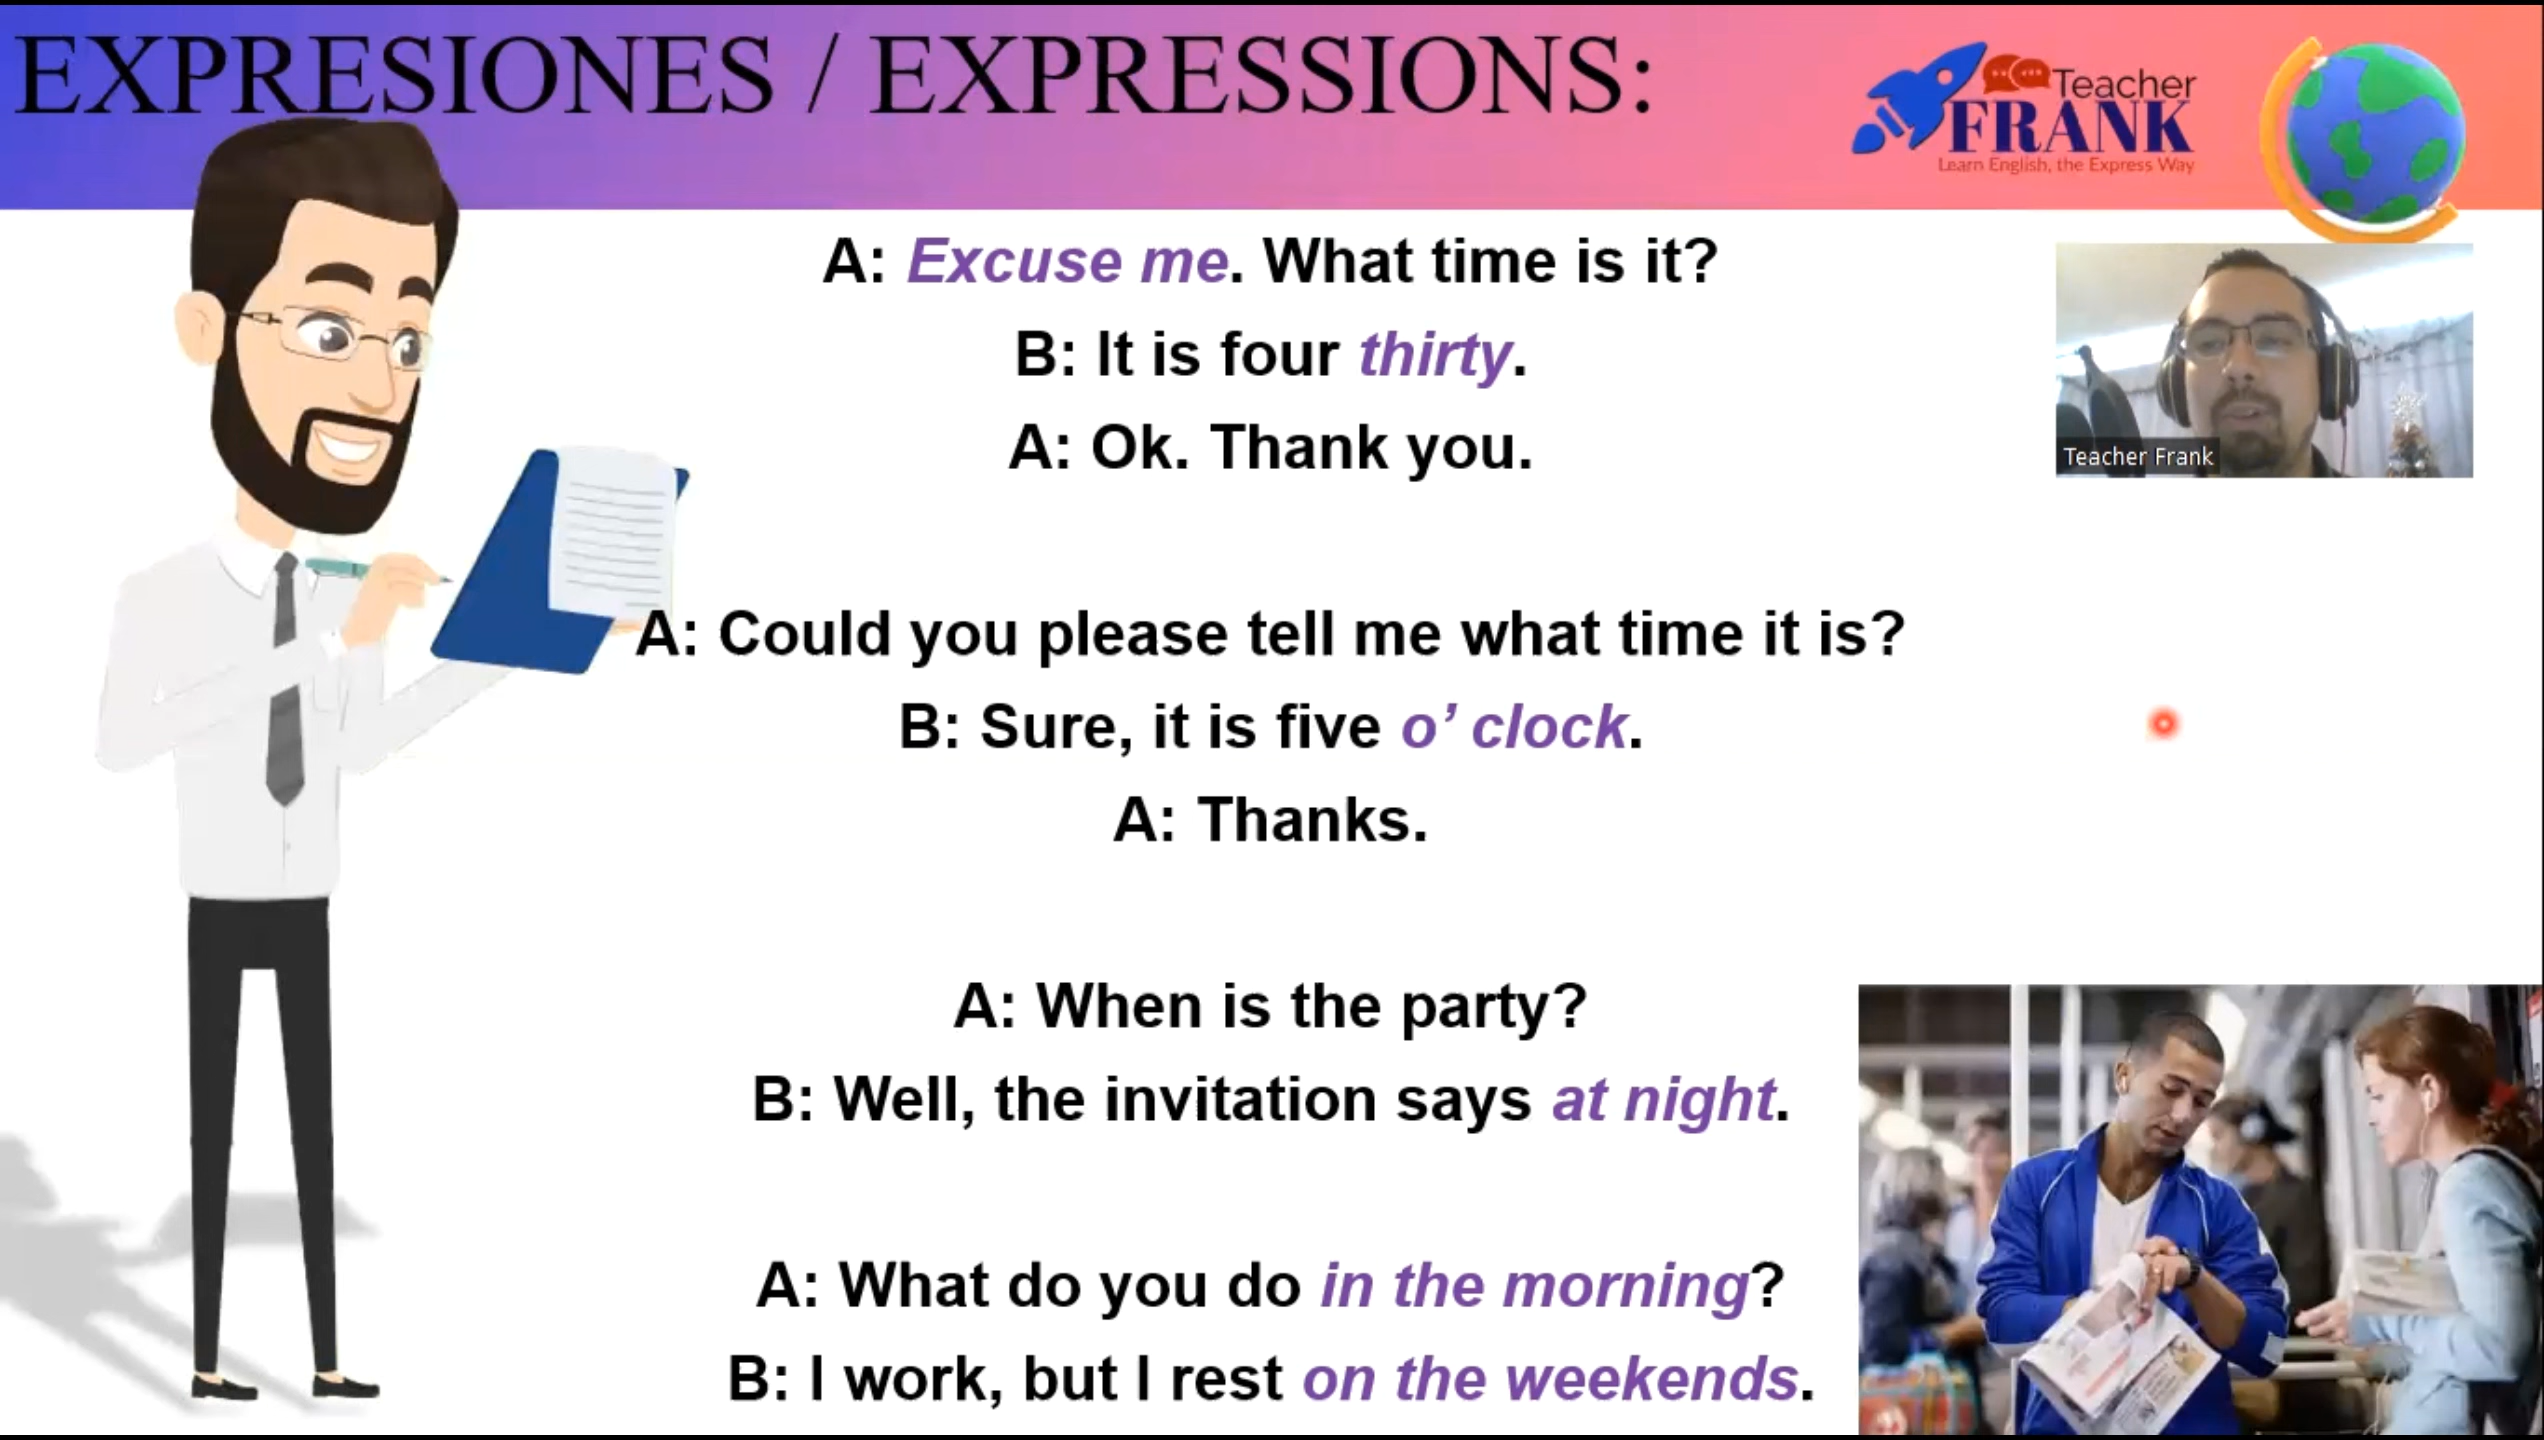 EXPRESIONES / EXPRESSIONS:
Teacher
FRANK
Learn English, the Express Way
A: Excuse me. What time is it?
B: It is four thirty.
A: Ok. Thank you.
Teacher Frank
A: Could you please tell me what time it is?
B: Sure, it is five o’ clock.
A: Thanks.
A: When is the party?
B: Well, the invitation says at night.
A: What do you do in the morning?
B: I work, but I rest on the weekends.